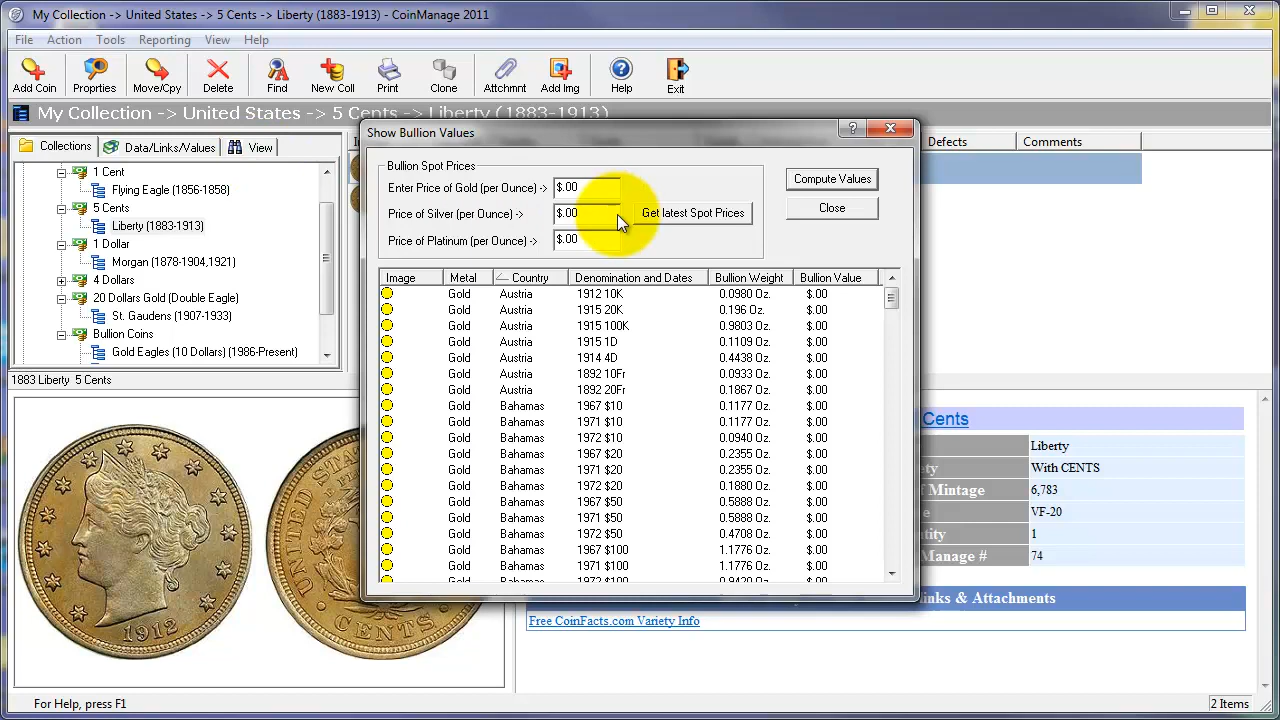 My Collection -> United States -> 5 Cents -> Liberty (1883-1913) - CoinManage 2011
File Action Tools Reporting View Help
Add Coin Proprties Move/Cpy Delete Find New Coll Print Clone Attchmnt Add Img Help Exit
My Collection -> United States -> 5 Cents -> Liberty (1883-1913)
Collections Data/Links/Values View
Defects Comments
1 Cent
Flying Eagle (1856-1858)
5 Cents
Liberty (1883-1913)
1 Dollar
Morgan (1878-1904,1921)
4 Dollars
20 Dollars Gold (Double Eagle)
St. Gaudens (1907-1933)
Bullion Coins
Gold Eagles (10 Dollars) (1986-Present)
1883 Liberty 5 Cents
LIBERTY
1912
UNITED STATES
CENTS
Show Bullion Values
Bullion Spot Prices
Enter Price of Gold (per Ounce) -> $.00
Price of Silver (per Ounce) -> $.00
Price of Platinum (per Ounce) -> $.00
Get latest Spot Prices
Compute Values
Close
Image Metal Country Denomination and Dates Bullion Weight Bullion Value
Gold Austria 1912 10K 0.0980 Oz. $.00
Gold Austria 1915 20K 0.196 Oz. $.00
Gold Austria 1915 100K 0.9803 Oz. $.00
Gold Austria 1915 1D 0.1109 Oz. $.00
Gold Austria 1914 4D 0.4438 Oz. $.00
Gold Austria 1892 10Fr 0.0933 Oz. $.00
Gold Austria 1892 20Fr 0.1867 Oz. $.00
Gold Bahamas 1967 $10 0.1177 Oz. $.00
Gold Bahamas 1971 $10 0.1177 Oz. $.00
Gold Bahamas 1972 $10 0.0940 Oz. $.00
Gold Bahamas 1967 $20 0.2355 Oz. $.00
Gold Bahamas 1971 $20 0.2355 Oz. $.00
Gold Bahamas 1972 $20 0.1880 Oz. $.00
Gold Bahamas 1967 $50 0.5888 Oz. $.00
Gold Bahamas 1971 $50 0.5888 Oz. $.00
Gold Bahamas 1972 $50 0.4708 Oz. $.00
Gold Bahamas 1967 $100 1.1776 Oz. $.00
Gold Bahamas 1971 $100 1.1776 Oz. $.00
Gold Bahamas 1972 $100 0.9420 Oz. $.00
Cents
Liberty
ety With CENTS
f Mintage 6,783
e VF-20
ntity 1
Manage # 74
inks & Attachments
Free CoinFacts.com Variety Info
For Help, press F1
2 Items